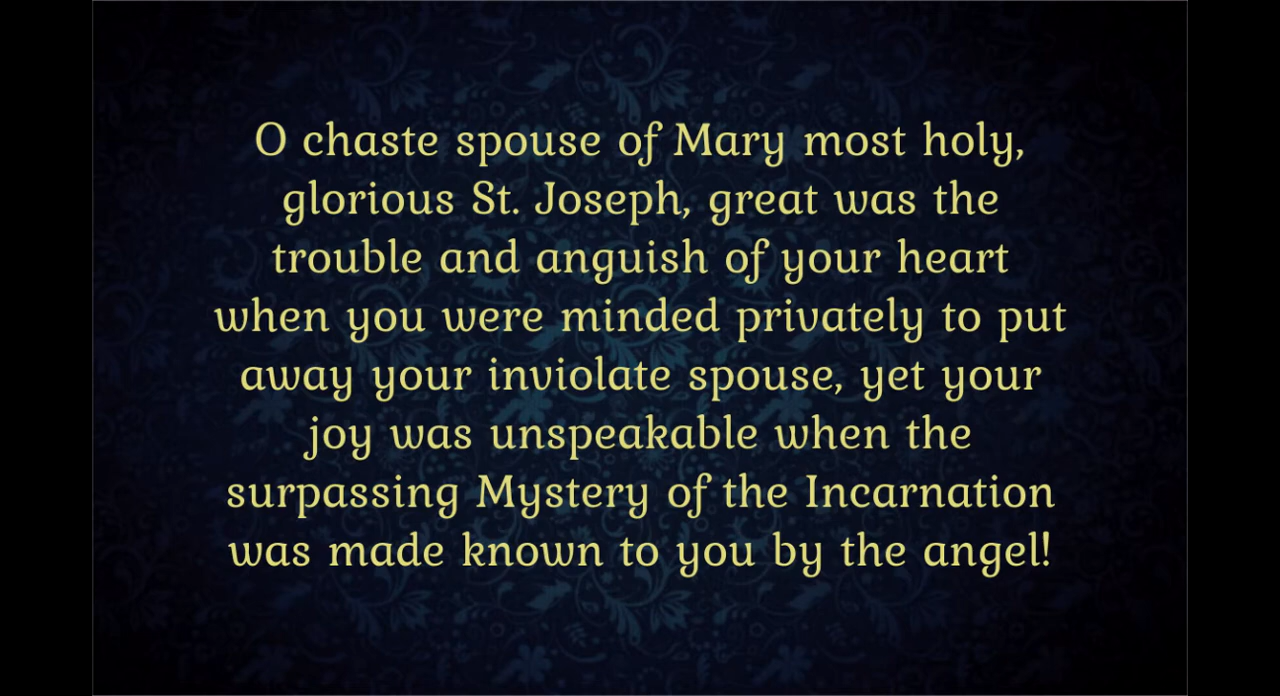 O chaste spouse of Mary most holy,
glorious St. Joseph, great was the
trouble and anguish of your heart
when you were minded privately to put
away your inviolate spouse, yet your
joy was unspeakable when the
surpassing Mystery of the Incarnation
was made known to you by the angel!